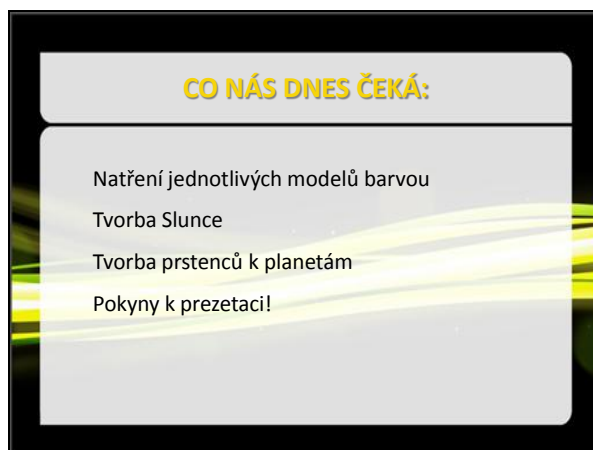 CO NÁS DNES ČEKÁ:
Natření jednotlivých modelů barvou
Tvorba Slunce
Tvorba prstenců k planetám
Pokyny k prezetaci!